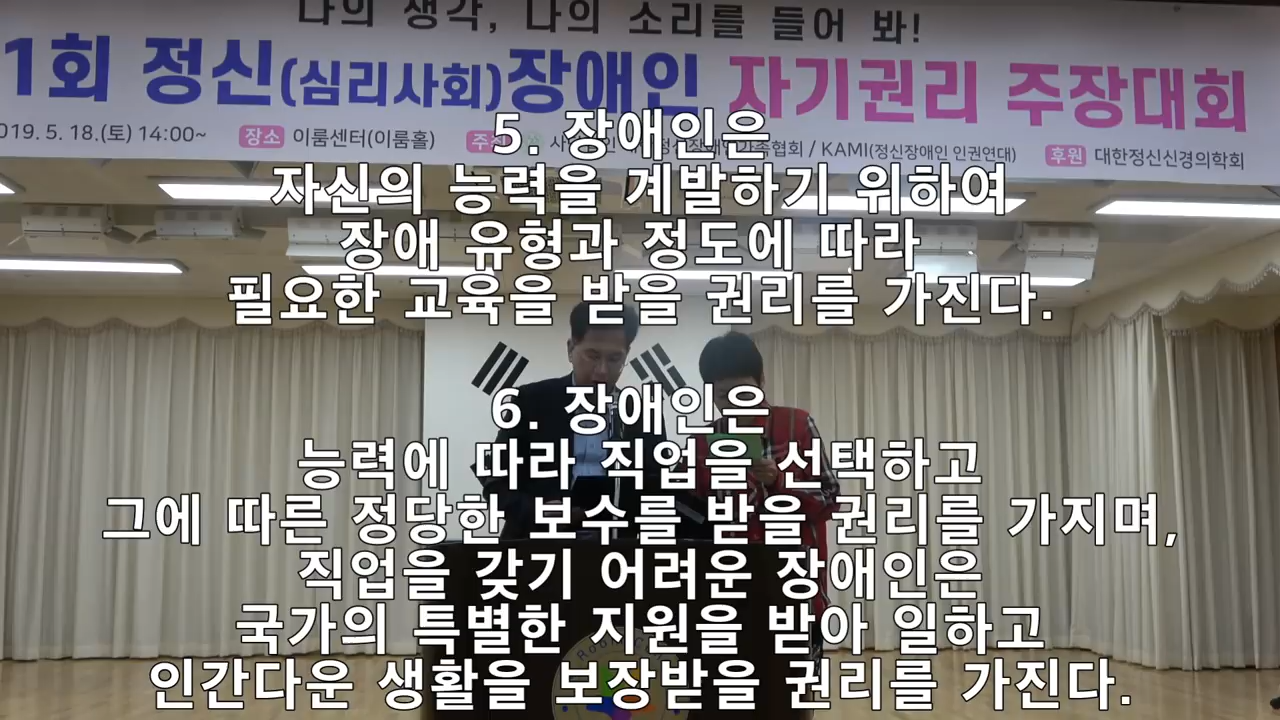 나의 생각, 나의 소리를 들어 봐!
1회 정신(심리사회)장애인 자기권리 주장대회
019. 5. 18.(토) 14:00~ 장소 이룸센터(이룸홀) / KAMI(정신장애인 인권연대) 후원 대한정신신경의학회
5. 장애인은
자신의 능력을 계발하기 위하여
장애 유형과 정도에 따라
필요한 교육을 받을 권리를 가진다.
6. 장애인은
능력에 따라 직업을 선택하고
그에 따른 정당한 보수를 받을 권리를 가지며,
직업을 갖기 어려운 장애인은
국가의 특별한 지원을 받아 일하고
인간다운 생활을 보장받을 권리를 가진다.